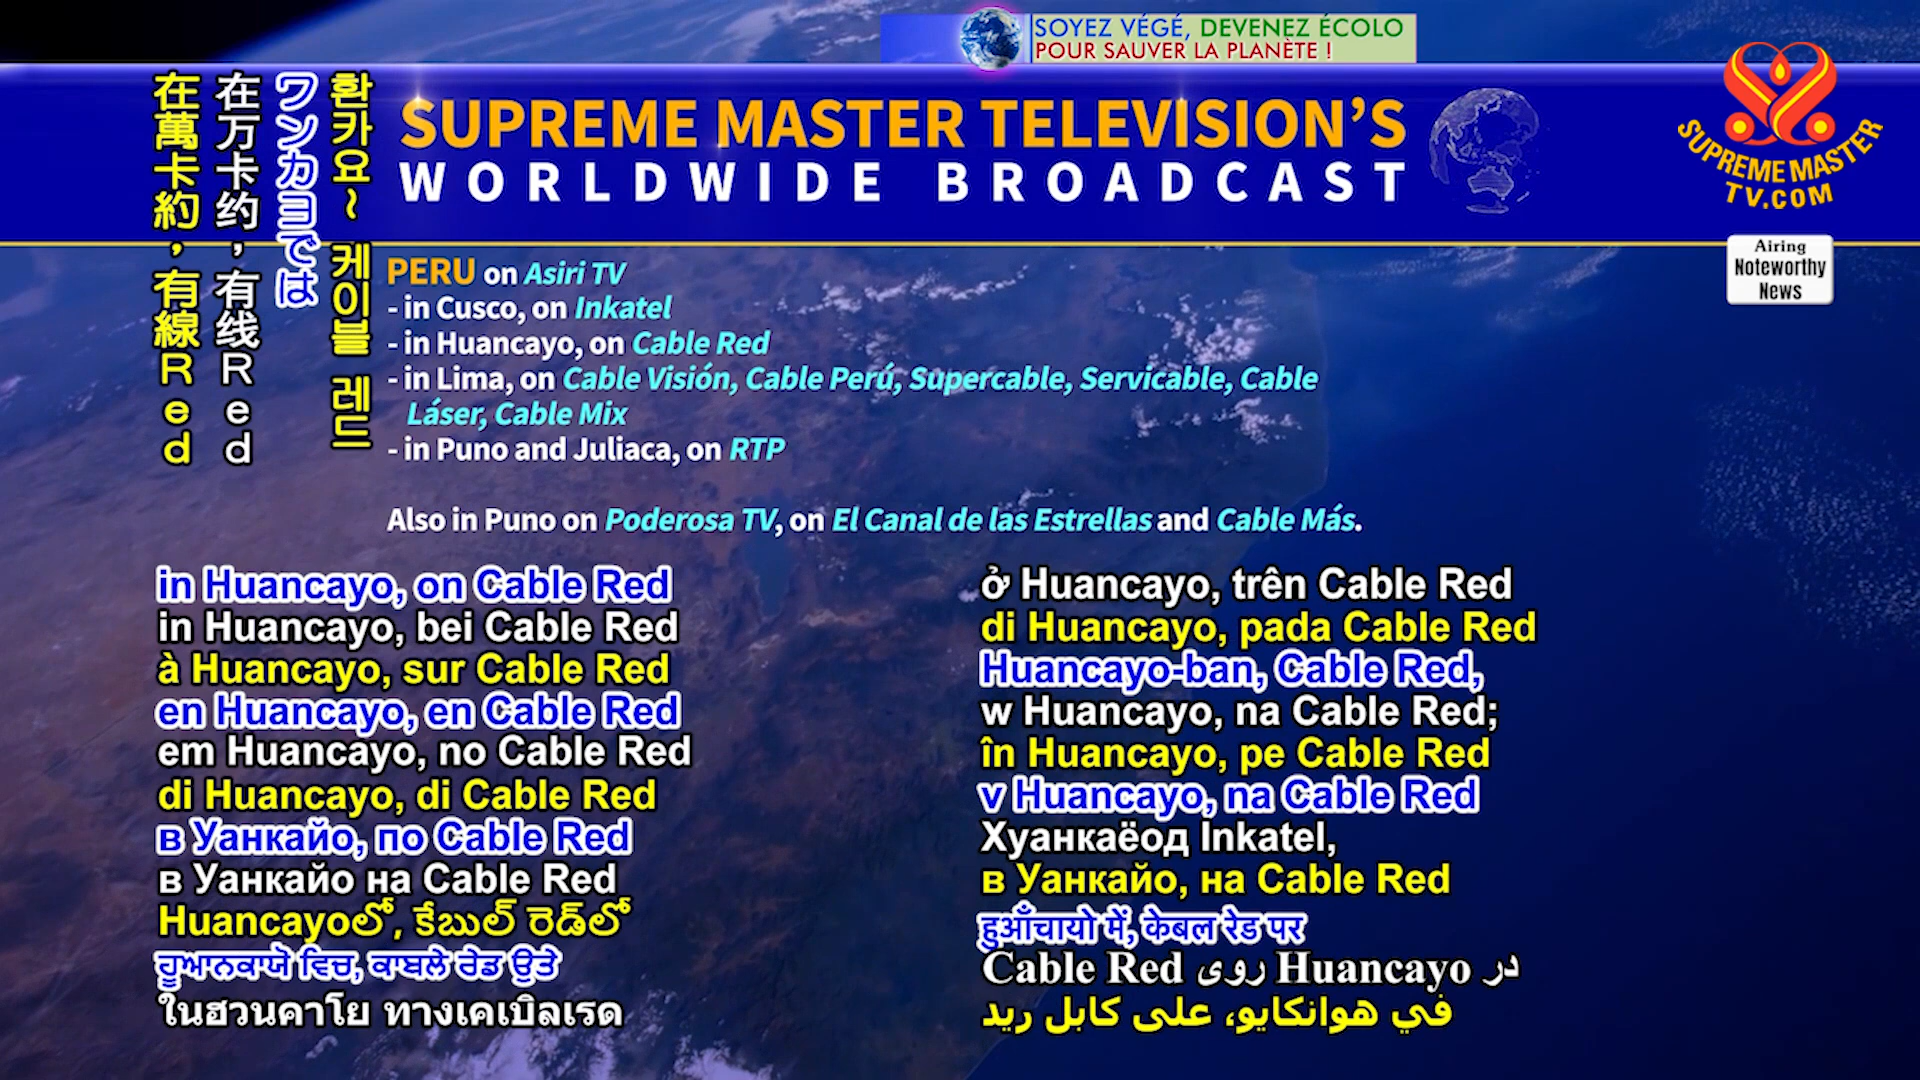 SOYEZ VÉGÉ, DEVENEZ ÉCOLO
POUR SAUVER LA PLANÈTE !
SUPREME MASTER TELEVISION'S
WORLDWIDE BROADCAST
SUPREME MASTER
TV.COM
Airing
Noteworthy
News
在萬卡約，有線Red
在万卡约，有线Red
ワンカヨでは
환카요~ 케이블 레드
PERU on Asiri TV
- in Cusco, on Inkatel
- in Huancayo, on Cable Red
- in Lima, on Cable Visión, Cable Perú, Supercable, Servicable, Cable
Láser, Cable Mix
- in Puno and Juliaca, on RTP
Also in Puno on Poderosa TV, on El Canal de las Estrellas and Cable Más.
in Huancayo, on Cable Red
in Huancayo, bei Cable Red
à Huancayo, sur Cable Red
en Huancayo, en Cable Red
em Huancayo, no Cable Red
di Huancayo, di Cable Red
в Уанкайо, по Cable Red
в Уанкайо на Cable Red
Huancayoలో, కేబుల్ రెడ్‌లో
ਹੂਆਨਕਾਯੋ ਵਿਚ, ਕਾਬਲੇ ਰੇਡ ਉਤੇ
ในฮวนคาโย ทางเคเบิลเรด
ở Huancayo, trên Cable Red
di Huancayo, pada Cable Red
Huancayo-ban, Cable Red,
w Huancayo, na Cable Red;
în Huancayo, pe Cable Red
v Huancayo, na Cable Red
Хуанкаёод Inkatel,
в Уанкайо, на Cable Red
हुआँचायो में, केबल रेड पर
در Huancayo روی Cable Red
في هوانكايو، على كابل ريد